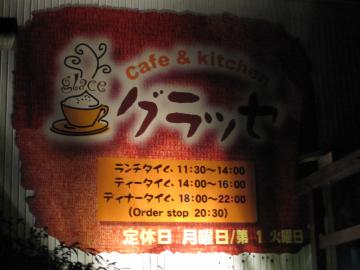 glace
Cafe & kitchen
グラッセ
ランチタイム 11:30～14:00
ティータイム 14:00～16:00
ディナータイム 18:00～22:00
(Order stop 20:30)
定休日 月曜日/第1火曜日